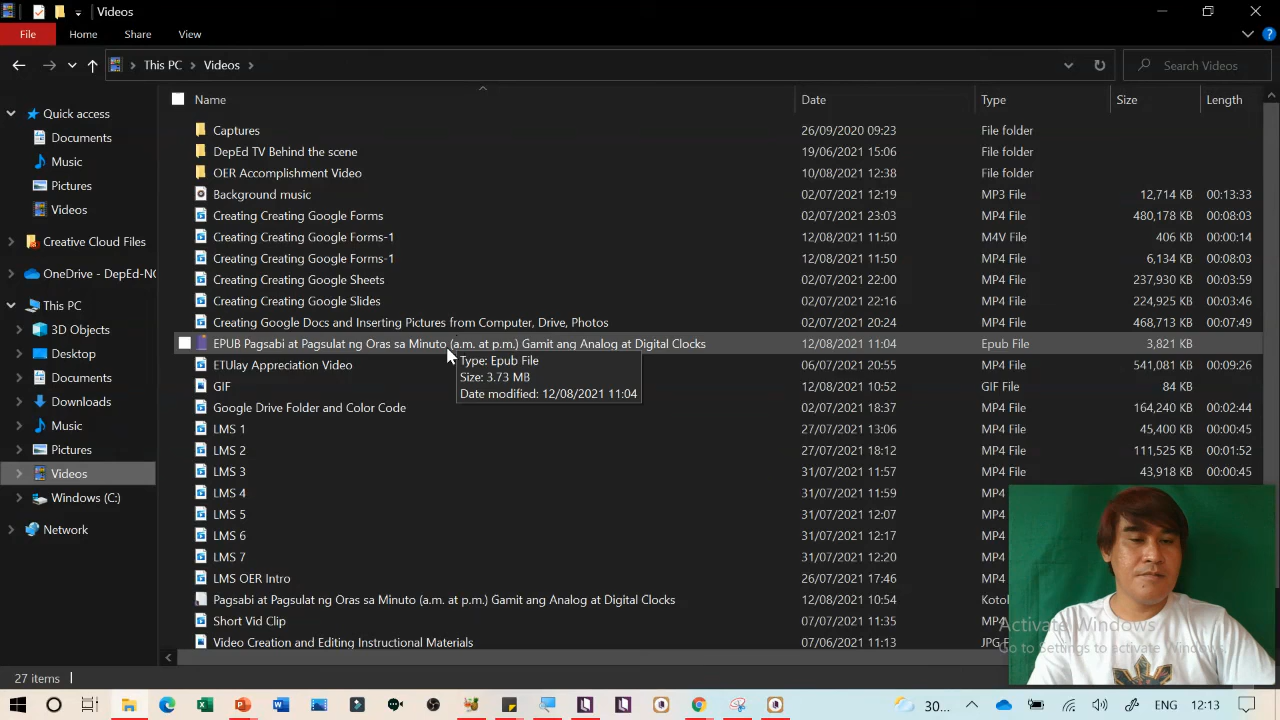 Videos
File Home Share View
This PC Videos Search Videos
Name Date Type Size Length
Quick access
Documents
Music
Pictures
Videos
Creative Cloud Files
OneDrive - DepEd-NC
This PC
3D Objects
Desktop
Documents
Downloads
Music
Pictures
Videos
Windows (C:)
Network
Captures 26/09/2020 09:23 File folder
DepEd TV Behind the scene 19/06/2021 15:06 File folder
OER Accomplishment Video 10/08/2021 12:38 File folder
Background music 02/07/2021 12:19 MP3 File 12,714 KB 00:13:33
Creating Creating Google Forms 02/07/2021 23:03 MP4 File 480,178 KB 00:08:03
Creating Creating Google Forms-1 12/08/2021 11:50 M4V File 406 KB 00:00:14
Creating Creating Google Forms-1 12/08/2021 11:50 MP4 File 6,134 KB 00:08:03
Creating Creating Google Sheets 02/07/2021 22:00 MP4 File 237,930 KB 00:03:59
Creating Creating Google Slides 02/07/2021 22:16 MP4 File 224,925 KB 00:03:46
Creating Google Docs and Inserting Pictures from Computer, Drive, Photos 02/07/2021 20:24 MP4 File 468,713 KB 00:07:49
EPUB Pagsabi at Pagsulat ng Oras sa Minuto (a.m. at p.m.) Gamit ang Analog at Digital Clocks 12/08/2021 11:04 Epub File 3,821 KB
Type: Epub File
Size: 3.73 MB
Date modified: 12/08/2021 11:04
ETUlay Appreciation Video 06/07/2021 20:55 MP4 File 541,081 KB 00:09:26
GIF 12/08/2021 10:52 GIF File 84 KB
Google Drive Folder and Color Code 02/07/2021 18:37 MP4 File 164,240 KB 00:02:44
LMS 1 27/07/2021 13:06 MP4 File 45,400 KB 00:00:45
LMS 2 27/07/2021 18:12 MP4 File 111,525 KB 00:01:52
LMS 3 31/07/2021 11:57 MP4 File 43,918 KB 00:00:45
LMS 4 31/07/2021 11:59 MP4
LMS 5 31/07/2021 12:07 MP4
LMS 6 31/07/2021 12:17 MP4
LMS 7 31/07/2021 12:20 MP4
LMS OER Intro 26/07/2021 17:46 MP4
Pagsabi at Pagsulat ng Oras sa Minuto (a.m. at p.m.) Gamit ang Analog at Digital Clocks 12/08/2021 10:54 Kotol
Short Vid Clip 07/07/2021 11:35 MP4
Video Creation and Editing Instructional Materials 07/06/2021 11:13 JPG
Activate Windows
Go to Settings to activate Windows.
27 items
30... ENG 12:13